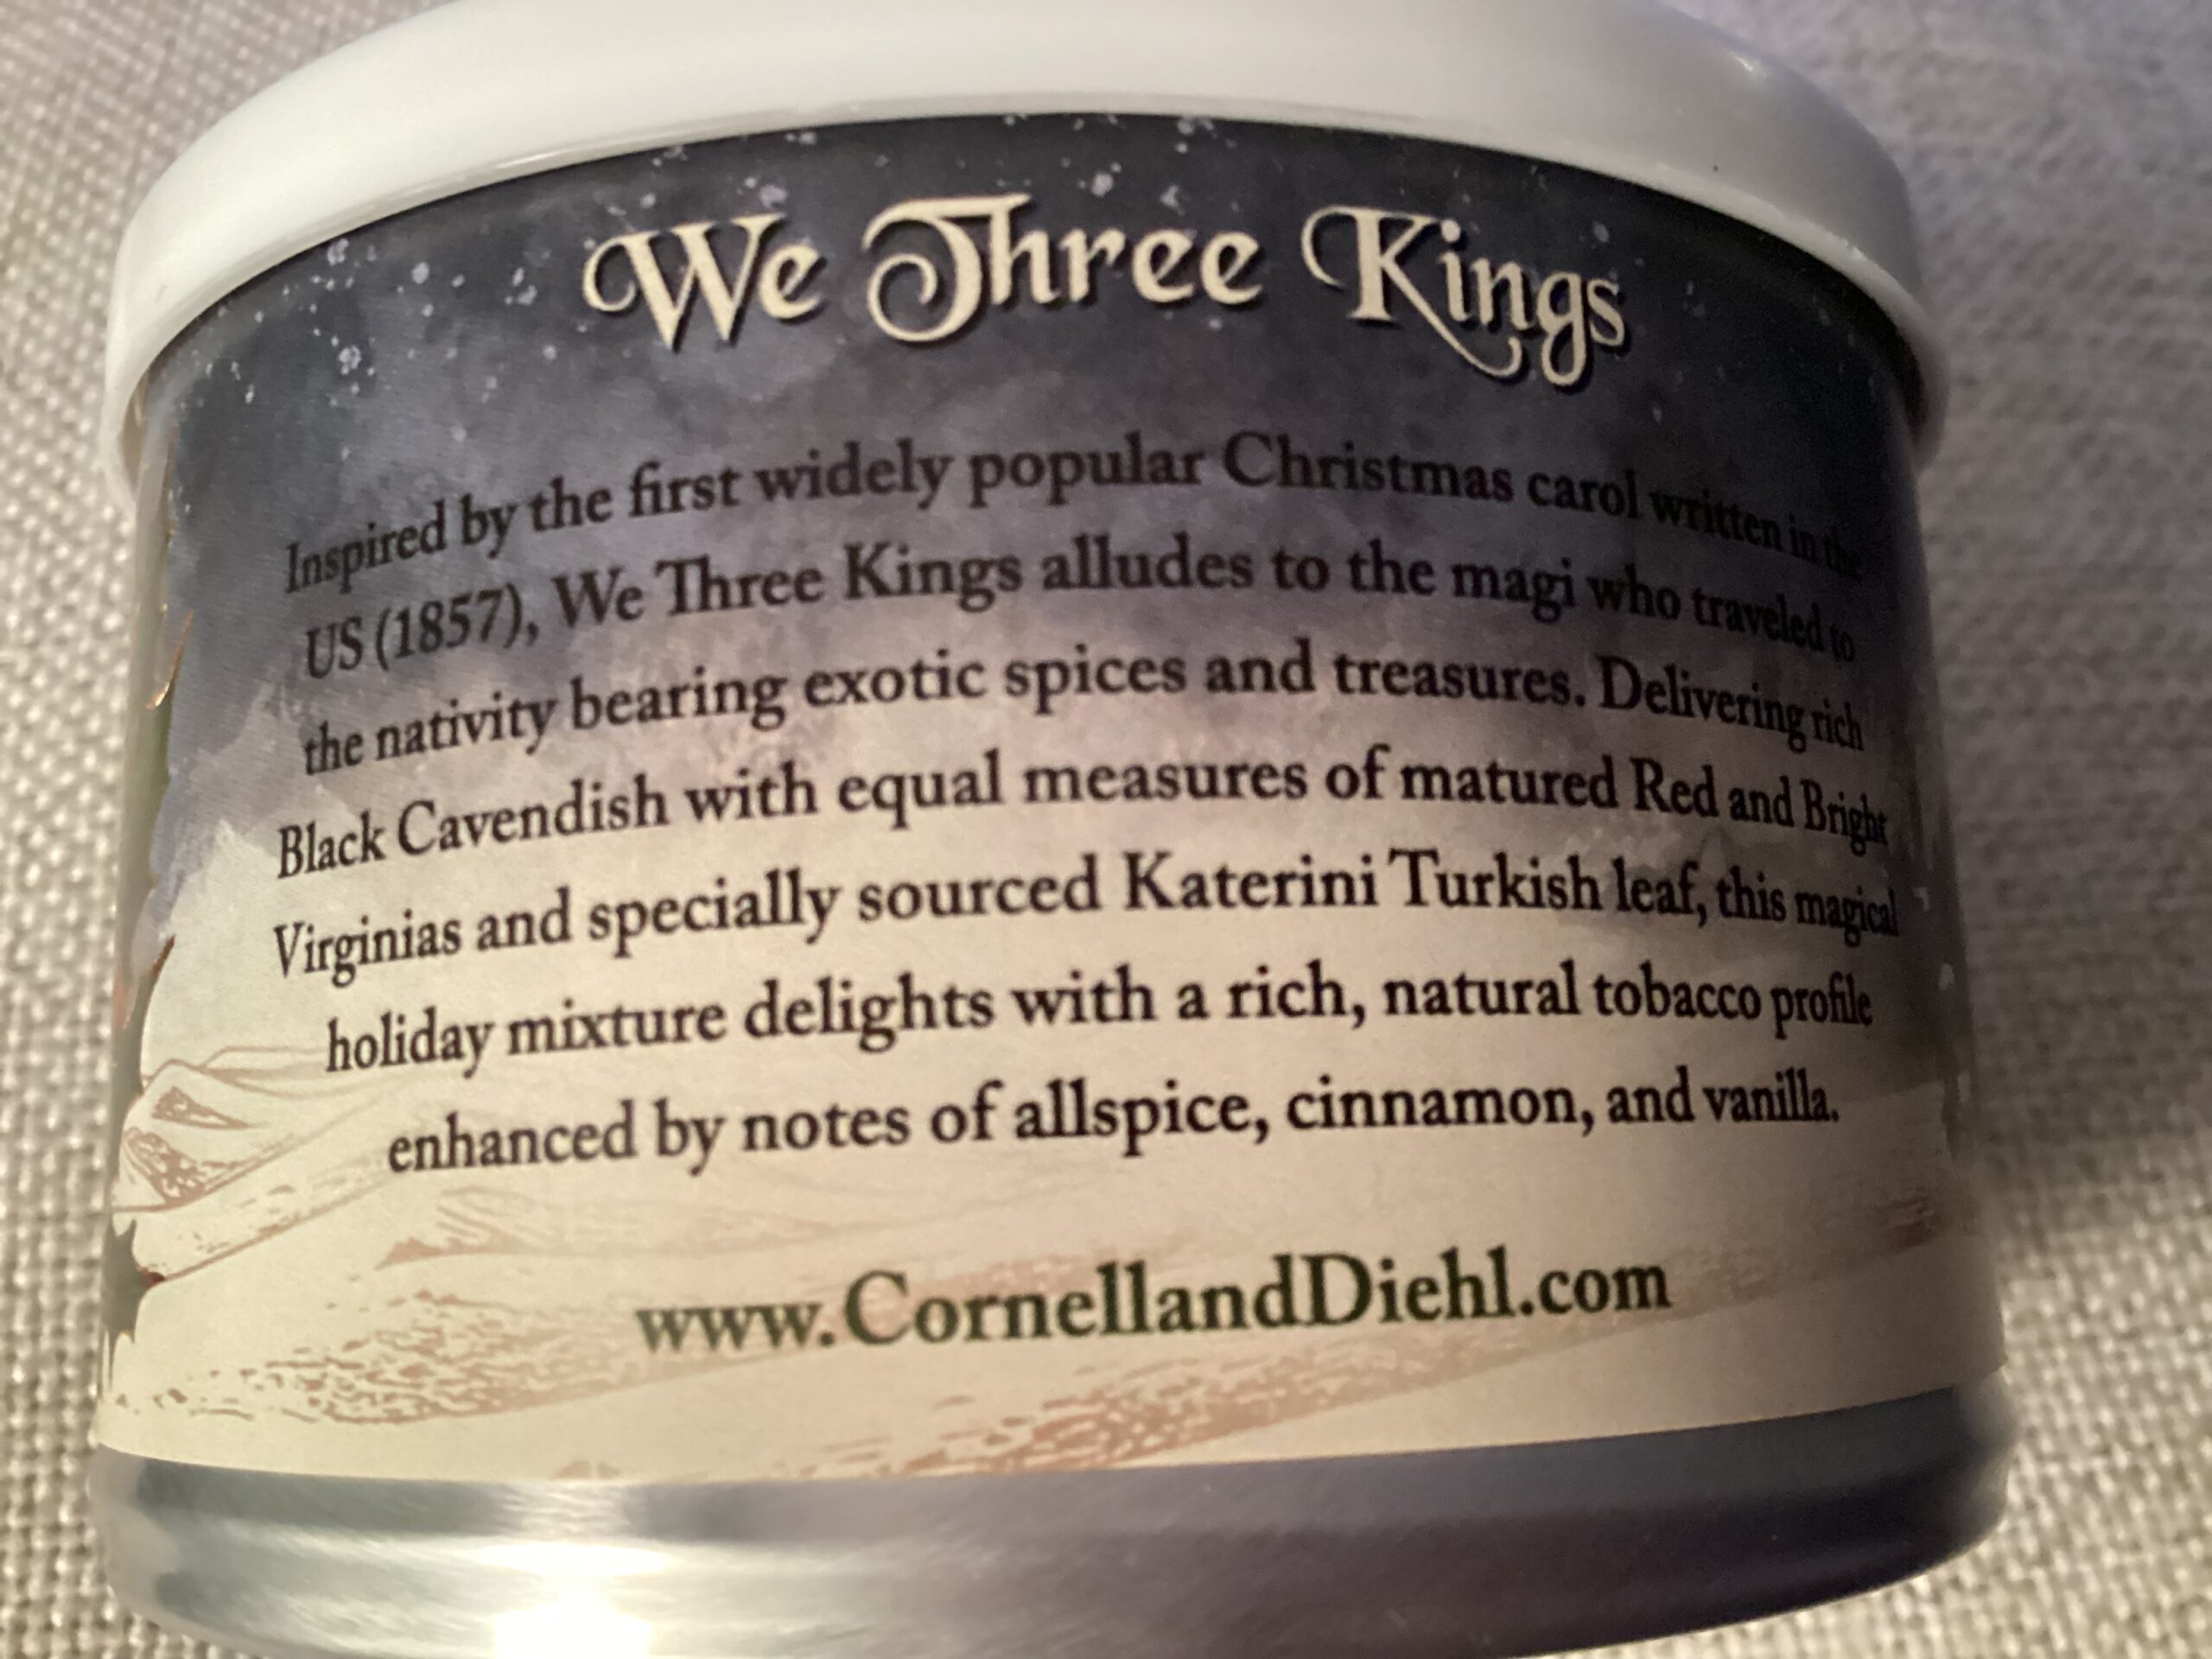 We Three Kings
Inspired by the first widely popular Christmas carol written in the
US (1857), We Three Kings alludes to the magi who traveled to
the nativity bearing exotic spices and treasures. Delivering rich
Black Cavendish with equal measures of matured Red and Bright
Virginias and specially sourced Katerini Turkish leaf, this magical
holiday mixture delights with a rich, natural tobacco profile
enhanced by notes of allspice, cinnamon, and vanilla.
www.CornellandDiehl.com